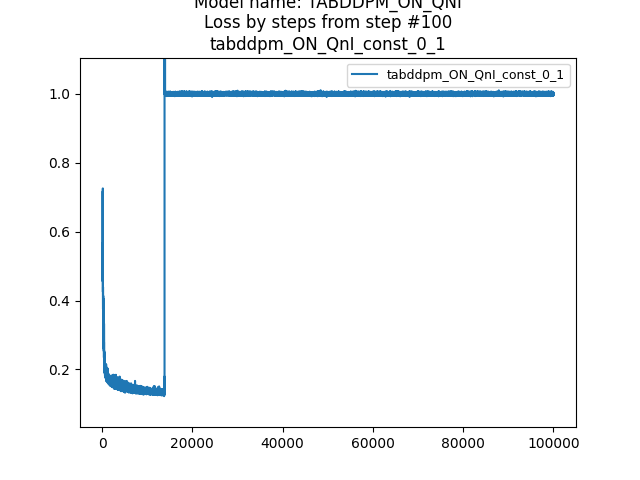 Model name: TABDDPM_ON_QNI
Loss by steps from step #100
tabddpm_ON_QnI_const_0_1
tabddpm_ON_QnI_const_0_1
1.0
0.8
0.6
0.4
0.2
0 20000 40000 60000 80000 100000